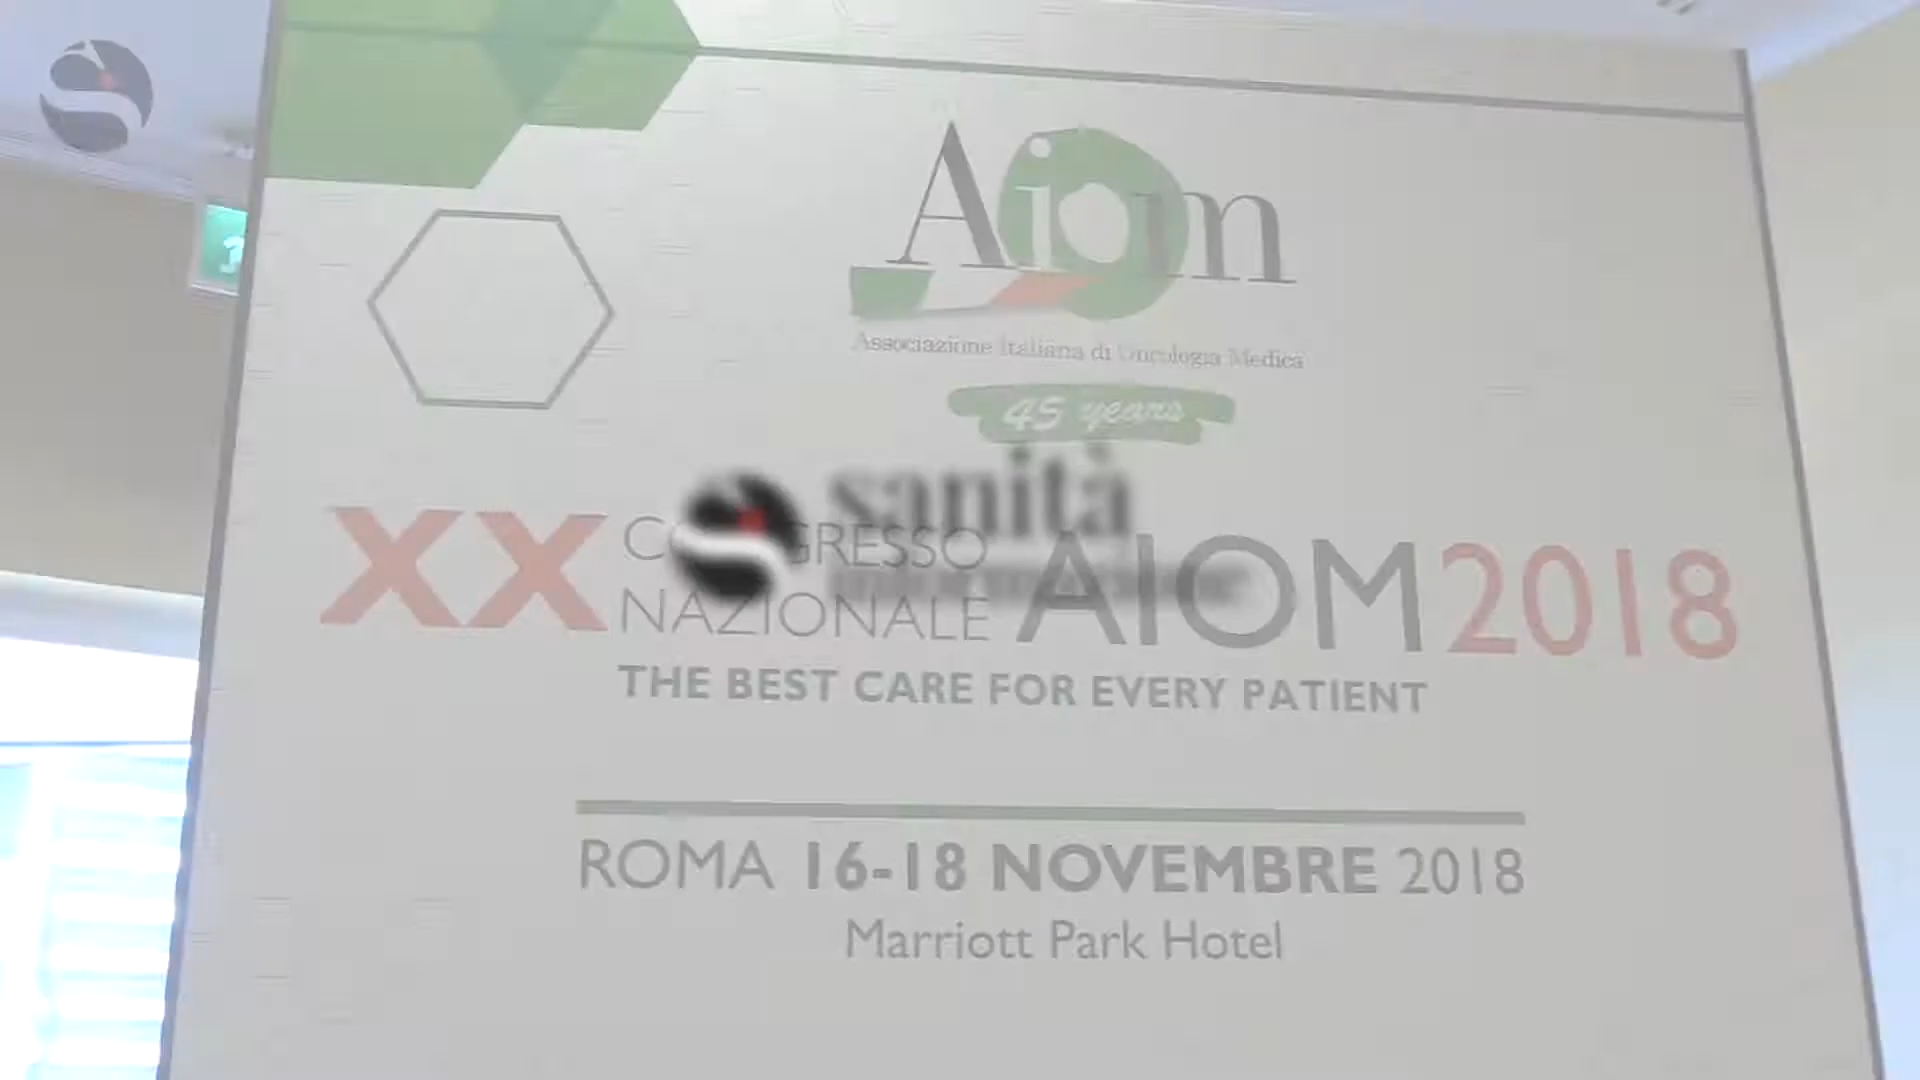 Aiom
Associazione Italiana di Oncologia Medica
45 years
sanità
informazione
XX CONGRESSO NAZIONALE AIOM 2018
THE BEST CARE FOR EVERY PATIENT
ROMA 16-18 NOVEMBRE 2018
Marriott Park Hotel